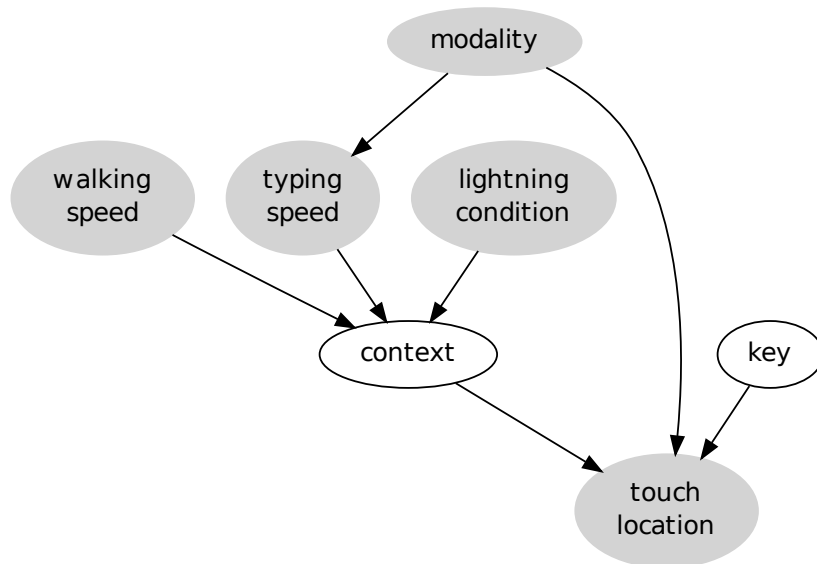 modality
walking
speed
typing
speed
lightning
condition
context
key
touch
location